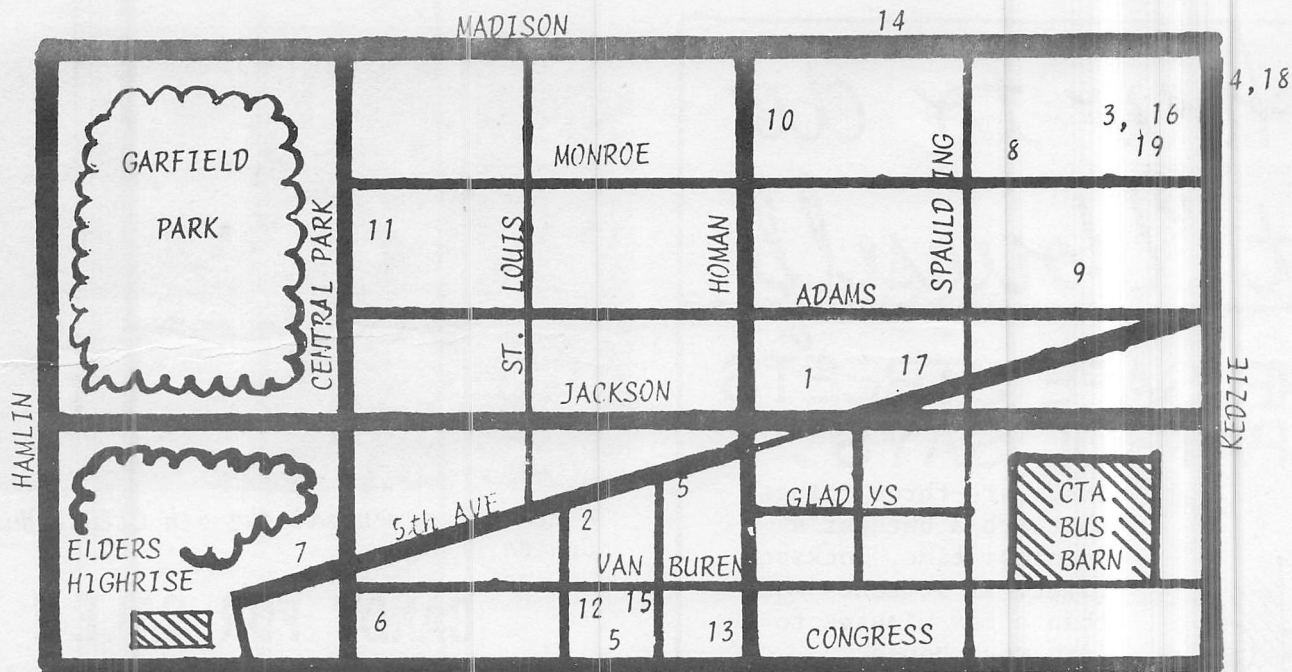 MADISON
14
4,18
3, 16
19
10
8
MONROE
GARFIELD
PARK
CENTRAL PARK
11
ST. LOUIS
HOMAN
SPAULDING
9
ADAMS
1
17
JACKSON
HAMLIN
KEDZIE
5th AVE
5
2
GLADYS
CTA
BUS
BARN
ELDERS
HIGHRISE
7
VAN BUREN
6
12
15
5
13
CONGRESS